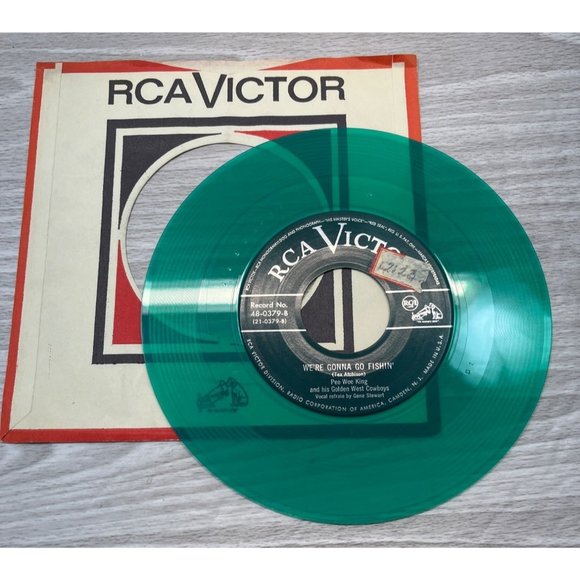 RCA VICTOR
RCA VICTOR
Record No.
48-0379-B
(21-0379-B)
RCA
WE'RE GONNA GO FISHIN'
(Tex Atchison)
Pee Wee King
and his Golden West Cowboys
Vocal refrain by Gene Stewart
RCA VICTOR DIVISION, RADIO CORPORATION OF AMERICA, CAMDEN, N. J. MADE IN U.S.A.